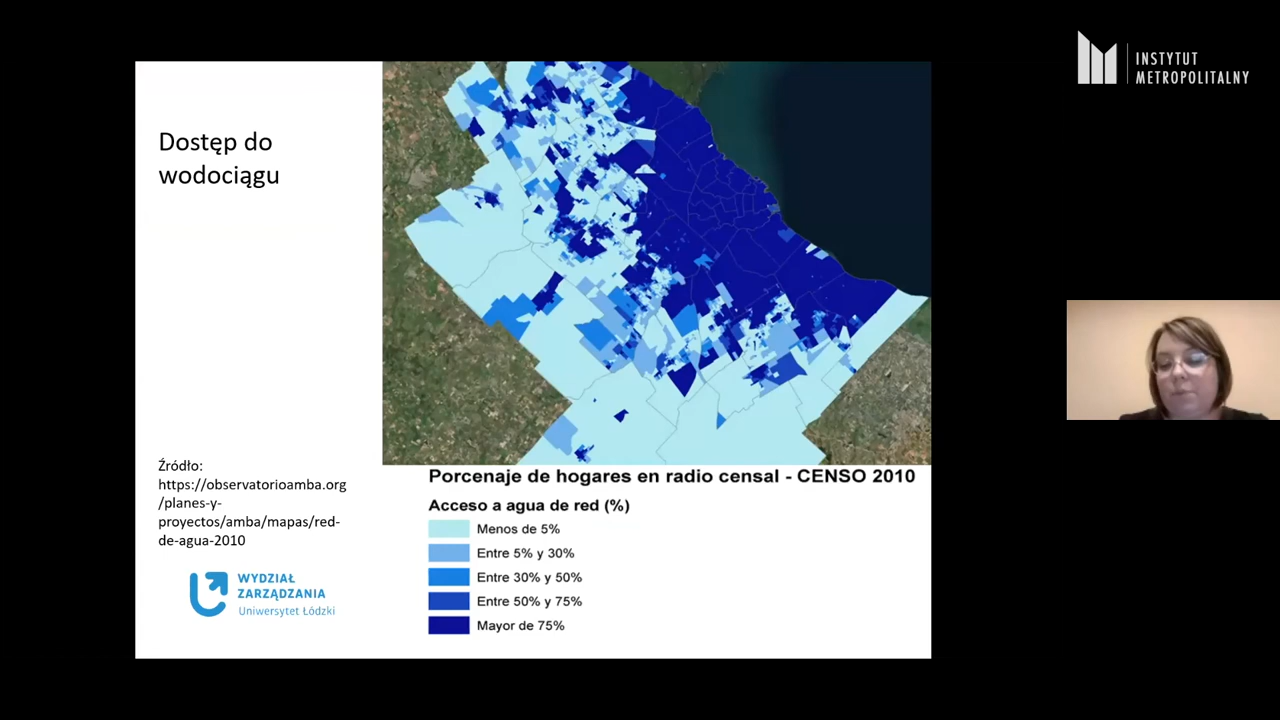 INSTYTUT
METROPOLITALNY
Dostęp do
wodociągu
Źródło:
https://observatorioamba.org
/planes-y-
proyectos/amba/mapas/red-
de-agua-2010
WYDZIAŁ
ZARZĄDZANIA
Uniwersytet Łódzki
Porcenaje de hogares en radio censal - CENSO 2010
Acceso a agua de red (%)
Menos de 5%
Entre 5% y 30%
Entre 30% y 50%
Entre 50% y 75%
Mayor de 75%